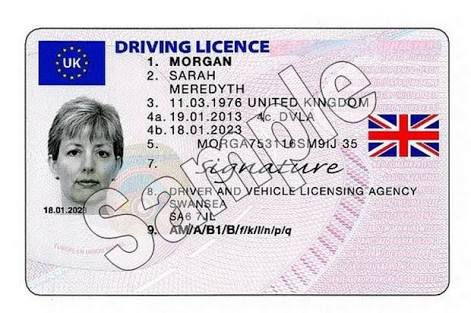 UK
DRIVING LICENCE
1. MORGAN
2. SARAH
MEREDYTH
3. 11.03.1976 UNITED KINGDOM
4a. 19.01.2013 4c. DVLA
4b. 18.01.2023
5. MORGA753116SM9IJ 35
7. signature
8. DRIVER AND VEHICLE LICENSING AGENCY
SWANSEA
SA6 7JL
9. AM/A/B1/B/f/k/l/n/p/q
18.01.2023
EUROPEAN UNION
Sample